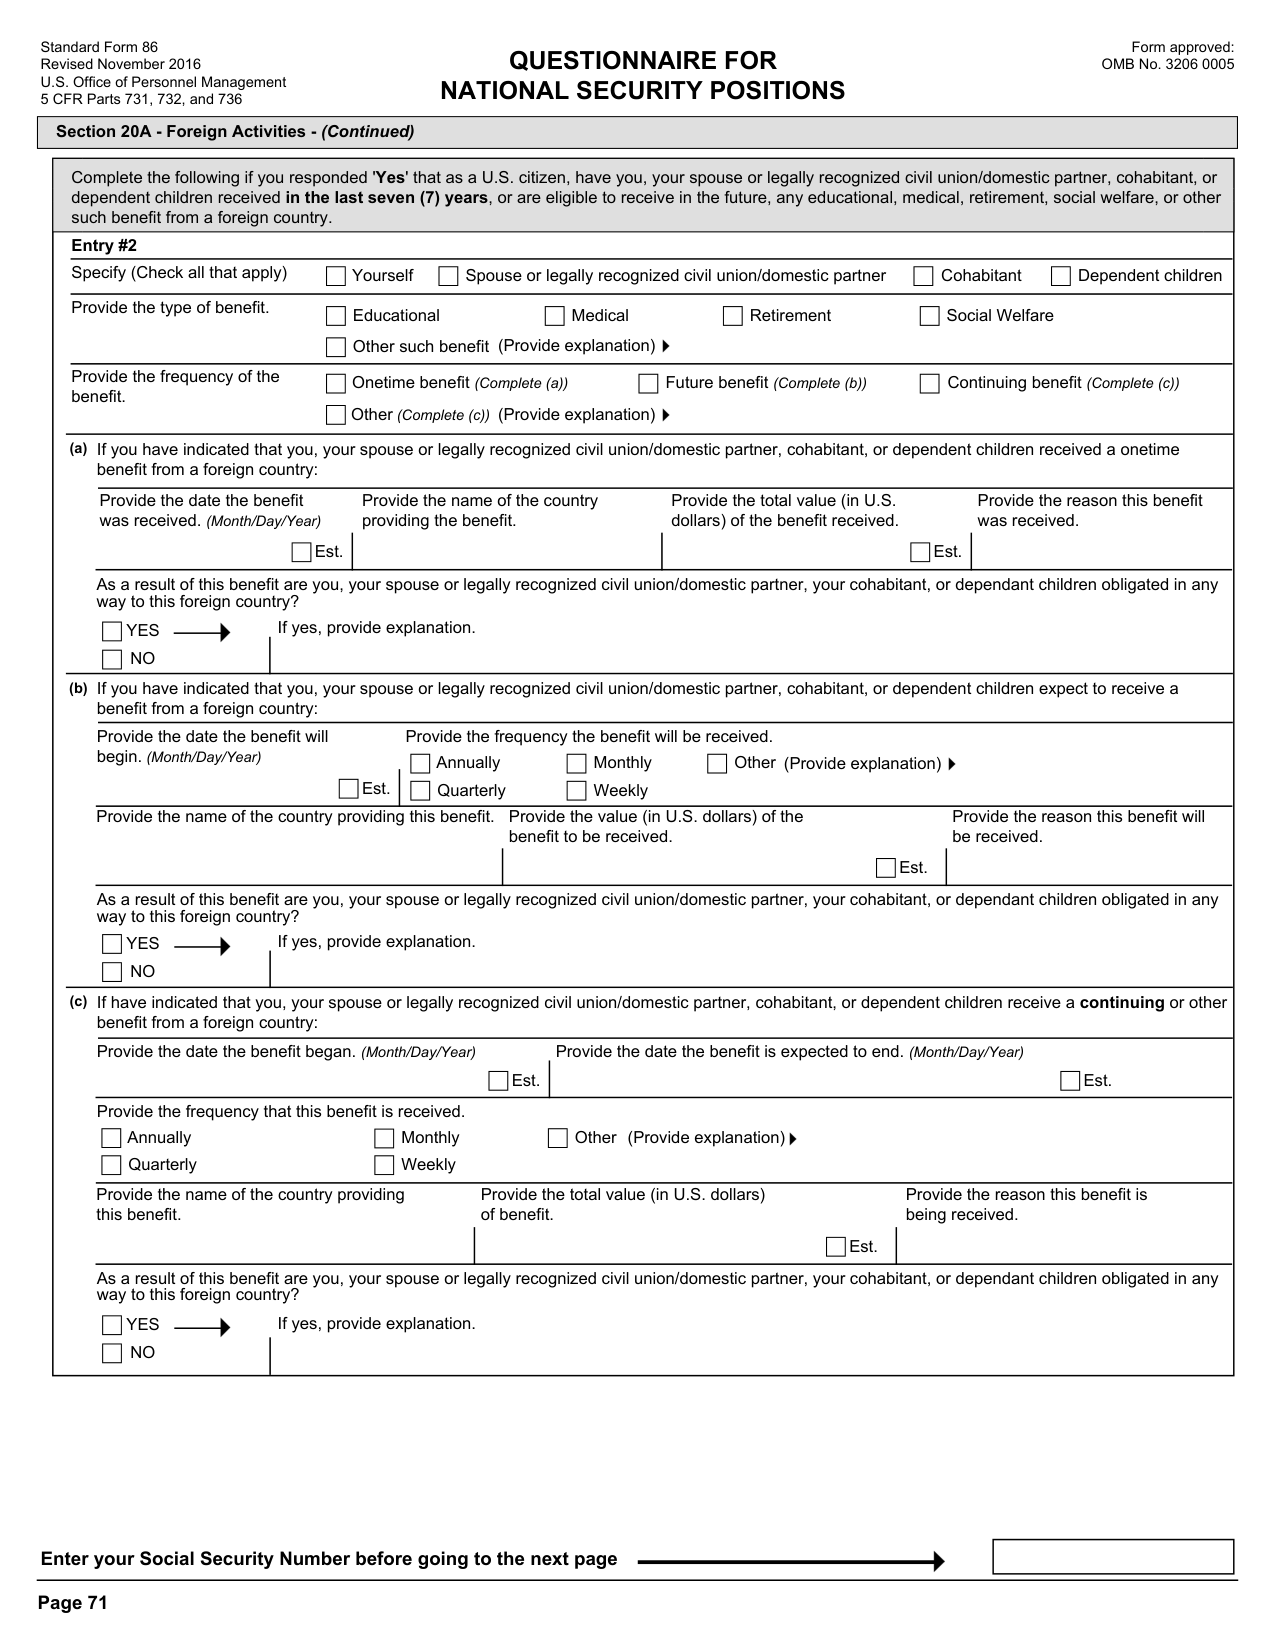 Standard Form 86
Revised November 2016
U.S. Office of Personnel Management
5 CFR Parts 731, 732, and 736
QUESTIONNAIRE FOR
NATIONAL SECURITY POSITIONS
Form approved:
OMB No. 3206 0005
Section 20A - Foreign Activities - (Continued)
Complete the following if you responded 'Yes' that as a U.S. citizen, have you, your spouse or legally recognized civil union/domestic partner, cohabitant, or
dependent children received in the last seven (7) years, or are eligible to receive in the future, any educational, medical, retirement, social welfare, or other
such benefit from a foreign country.
Entry #2
Specify (Check all that apply) Yourself Spouse or legally recognized civil union/domestic partner Cohabitant Dependent children
Provide the type of benefit.
Educational Medical Retirement Social Welfare
Other such benefit (Provide explanation)
Provide the frequency of the
benefit.
Onetime benefit (Complete (a)) Future benefit (Complete (b)) Continuing benefit (Complete (c))
Other (Complete (c)) (Provide explanation)
(a) If you have indicated that you, your spouse or legally recognized civil union/domestic partner, cohabitant, or dependent children received a onetime
benefit from a foreign country:
Provide the date the benefit
was received. (Month/Day/Year)
Est.
Provide the name of the country
providing the benefit.
Provide the total value (in U.S.
dollars) of the benefit received.
Est.
Provide the reason this benefit
was received.
As a result of this benefit are you, your spouse or legally recognized civil union/domestic partner, your cohabitant, or dependant children obligated in any
way to this foreign country?
YES If yes, provide explanation.
NO
(b) If you have indicated that you, your spouse or legally recognized civil union/domestic partner, cohabitant, or dependent children expect to receive a
benefit from a foreign country:
Provide the date the benefit will
begin. (Month/Day/Year)
Est.
Provide the frequency the benefit will be received.
Annually Monthly Other (Provide explanation)
Quarterly Weekly
Provide the name of the country providing this benefit.
Provide the value (in U.S. dollars) of the
benefit to be received.
Est.
Provide the reason this benefit will
be received.
As a result of this benefit are you, your spouse or legally recognized civil union/domestic partner, your cohabitant, or dependant children obligated in any
way to this foreign country?
YES If yes, provide explanation.
NO
(c) If have indicated that you, your spouse or legally recognized civil union/domestic partner, cohabitant, or dependent children receive a continuing or other
benefit from a foreign country:
Provide the date the benefit began. (Month/Day/Year)
Est.
Provide the date the benefit is expected to end. (Month/Day/Year)
Est.
Provide the frequency that this benefit is received.
Annually Monthly Other (Provide explanation)
Quarterly Weekly
Provide the name of the country providing
this benefit.
Provide the total value (in U.S. dollars)
of benefit.
Est.
Provide the reason this benefit is
being received.
As a result of this benefit are you, your spouse or legally recognized civil union/domestic partner, your cohabitant, or dependant children obligated in any
way to this foreign country?
YES If yes, provide explanation.
NO
Enter your Social Security Number before going to the next page
Page 71